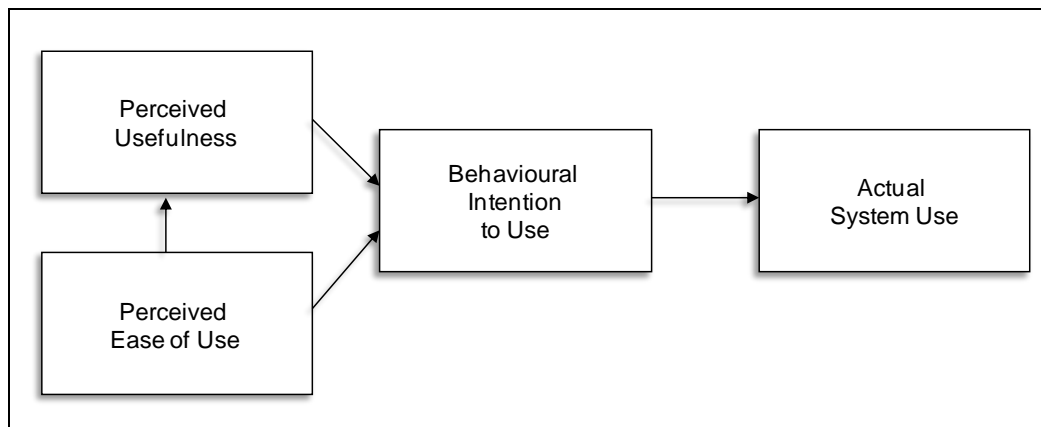 Perceived
Usefulness
Perceived
Ease of Use
Behavioural
Intention
to Use
Actual
System Use